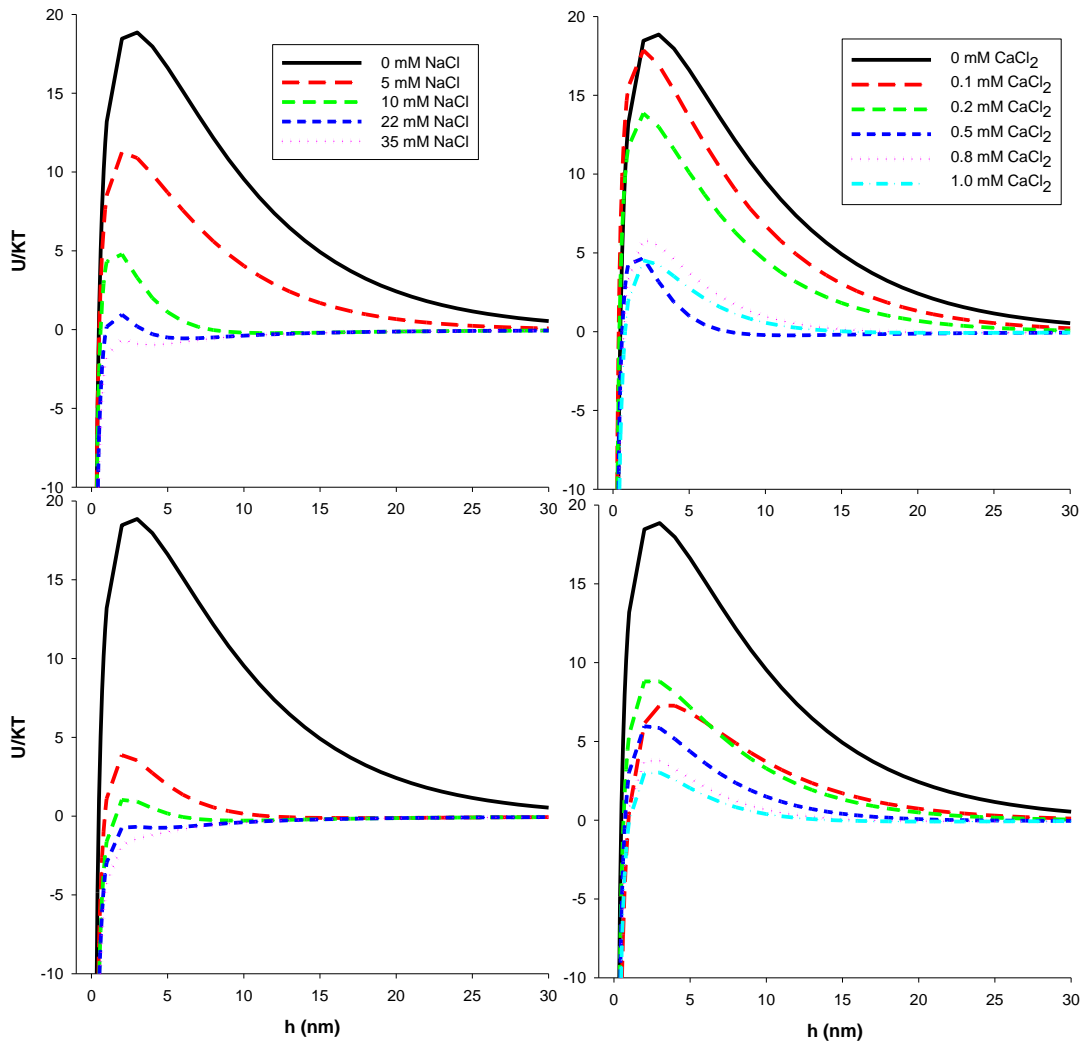 20
15
10
5
0
-5
-10
U/KT
0 5 10 15 20 25 30
0 mM NaCl
5 mM NaCl
10 mM NaCl
22 mM NaCl
35 mM NaCl
20
15
10
5
0
-5
-10
0 5 10 15 20 25 30
0 mM CaCl2
0.1 mM CaCl2
0.2 mM CaCl2
0.5 mM CaCl2
0.8 mM CaCl2
1.0 mM CaCl2
20
15
10
5
0
-5
-10
U/KT
0 5 10 15 20 25 30
h (nm)
20
15
10
5
0
-5
-10
0 5 10 15 20 25 30
h (nm)